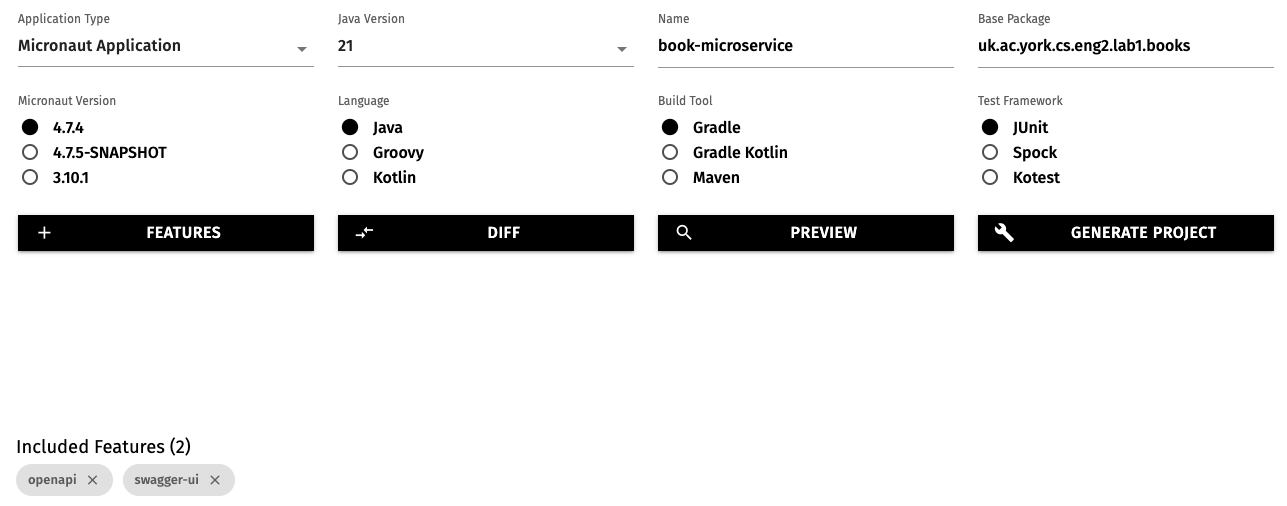 Application Type Java Version Name Base Package
Micronaut Application 21 book-microservice uk.ac.york.cs.eng2.lab1.books
Micronaut Version Language Build Tool Test Framework
4.7.4 Java Gradle JUnit
4.7.5-SNAPSHOT Groovy Gradle Kotlin Spock
3.10.1 Kotlin Maven Kotest
FEATURES DIFF PREVIEW GENERATE PROJECT
Included Features (2)
openapi swagger-ui